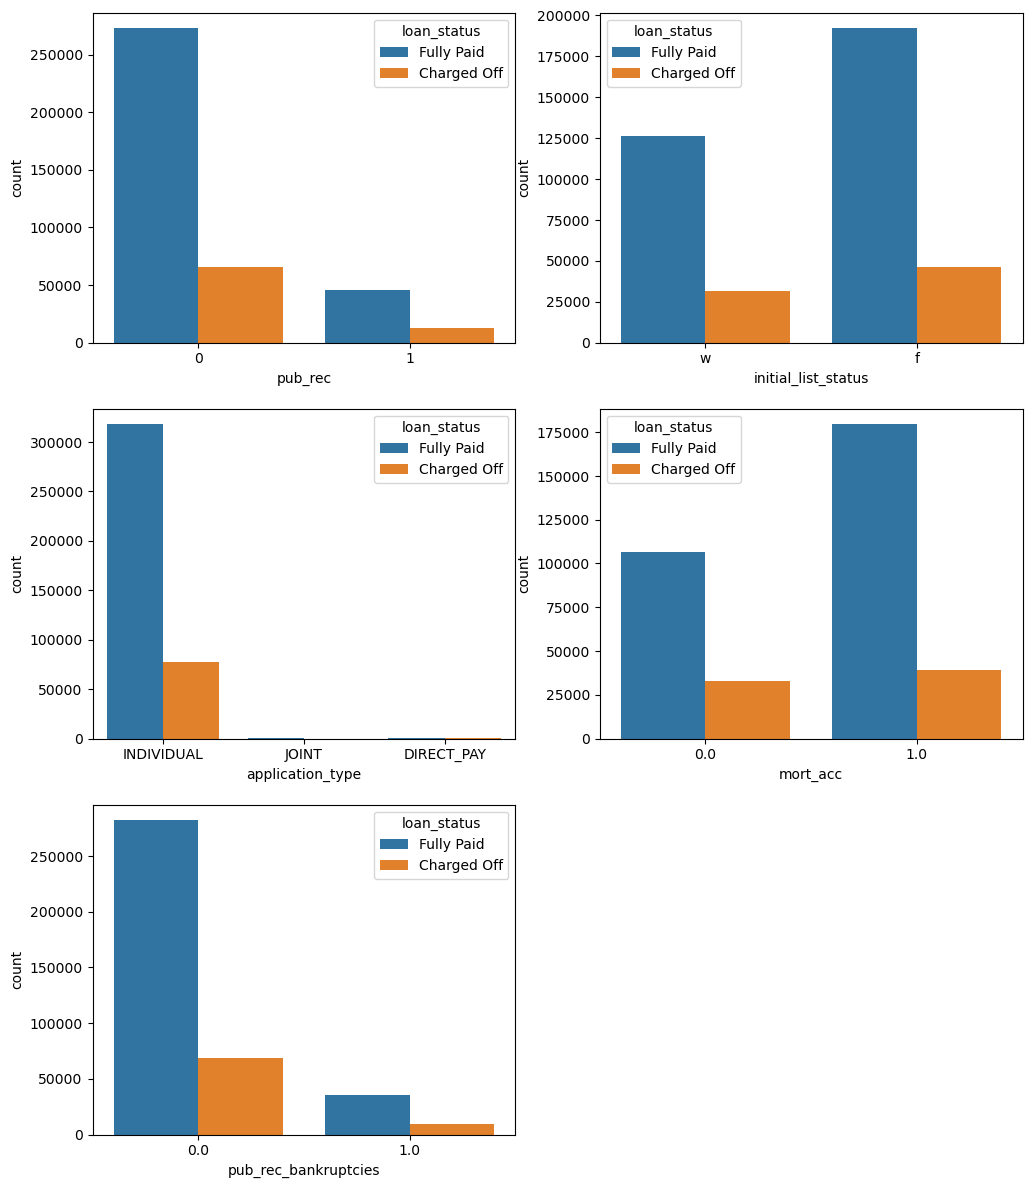 loan_status
Fully Paid
Charged Off
250000
200000
150000
100000
50000
0
count
0 1
pub_rec
loan_status
Fully Paid
Charged Off
200000
175000
150000
125000
100000
75000
50000
25000
0
count
w f
initial_list_status
loan_status
Fully Paid
Charged Off
300000
250000
200000
150000
100000
50000
0
count
INDIVIDUAL JOINT DIRECT_PAY
application_type
loan_status
Fully Paid
Charged Off
175000
150000
125000
100000
75000
50000
25000
0
count
0.0 1.0
mort_acc
loan_status
Fully Paid
Charged Off
250000
200000
150000
100000
50000
0
count
0.0 1.0
pub_rec_bankruptcies